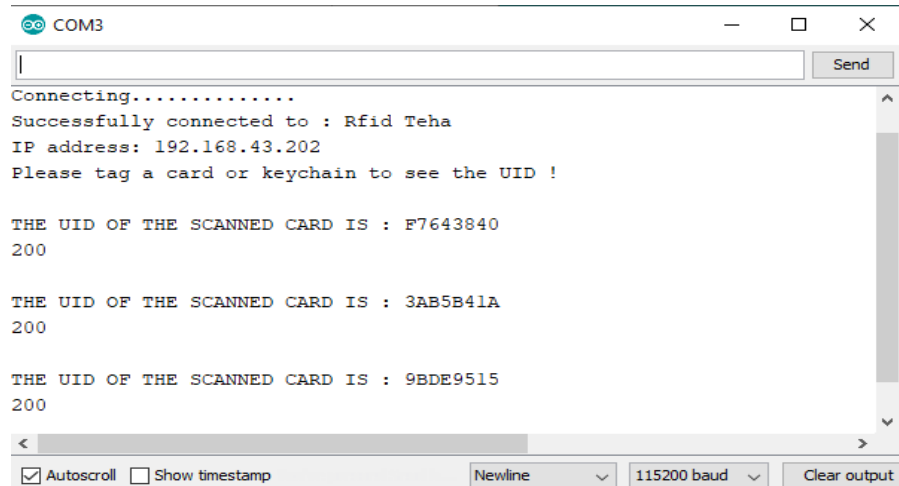 COM3
Send
Connecting..............
Successfully connected to : Rfid Teha
IP address: 192.168.43.202
Please tag a card or keychain to see the UID !
THE UID OF THE SCANNED CARD IS : F7643840
200
THE UID OF THE SCANNED CARD IS : 3AB5B41A
200
THE UID OF THE SCANNED CARD IS : 9BDE9515
200
Autoscroll Show timestamp Newline 115200 baud Clear output